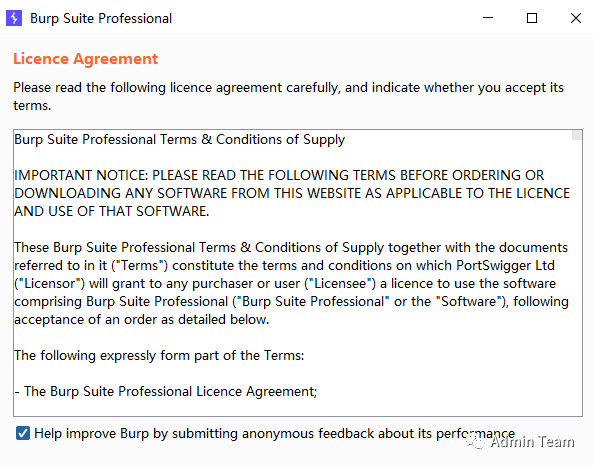 Burp Suite Professional
Licence Agreement
Please read the following licence agreement carefully, and indicate whether you accept its
terms.
Burp Suite Professional Terms & Conditions of Supply
IMPORTANT NOTICE: PLEASE READ THE FOLLOWING TERMS BEFORE ORDERING OR
DOWNLOADING ANY SOFTWARE FROM THIS WEBSITE AS APPLICABLE TO THE LICENCE
AND USE OF THAT SOFTWARE.
These Burp Suite Professional Terms & Conditions of Supply together with the documents
referred to in it ("Terms") constitute the terms and conditions on which PortSwigger Ltd
("Licensor") will grant to any purchaser or user ("Licensee") a licence to use the software
comprising Burp Suite Professional ("Burp Suite Professional" or the "Software"), following
acceptance of an order as detailed below.
The following expressly form part of the Terms:
- The Burp Suite Professional Licence Agreement;
Help improve Burp by submitting anonymous feedback about its performance
Admin Team